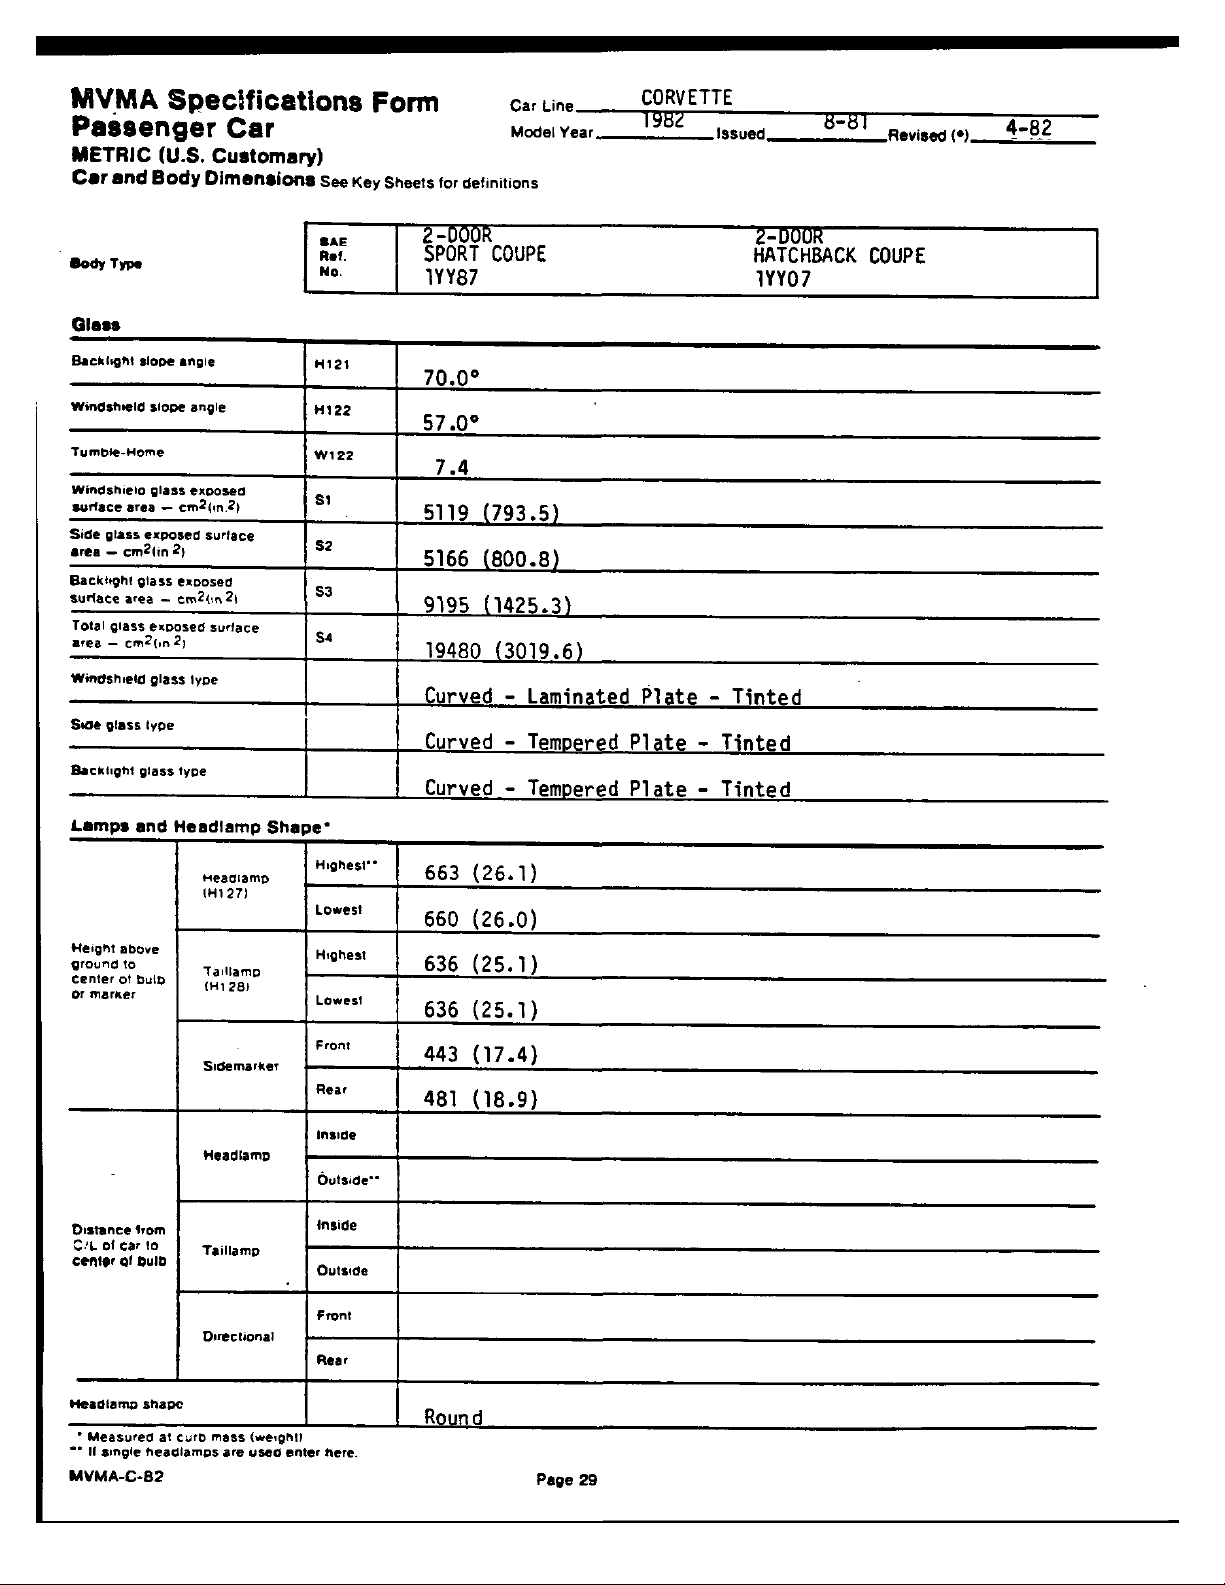 MVMA Specifications Form
Passenger Car
METRIC (U.S. Customary)
Car and Body Dimensions See Key Sheets for definitions
Car Line CORVETTE
Model Year 1982 Issued 8-81 Revised (•) 4-82
Body Type
SAE Ref. No.
2-DOOR SPORT COUPE 1YY87
2-DOOR HATCHBACK COUPE 1YY07
Glass
Backlight slope angle H121 70.0°
Windshield slope angle H122 57.0°
Tumble-Home W122 7.4
Windshield glass exposed surface area — cm2(in.2) S1 5119 (793.5)
Side glass exposed surface area — cm2(in 2) S2 5166 (800.8)
Backlight glass exposed surface area — cm2(in 2) S3 9195 (1425.3)
Total glass exposed surface area — cm2(in 2) S4 19480 (3019.6)
Windshield glass type Curved - Laminated Plate - Tinted
Side glass type Curved - Tempered Plate - Tinted
Backlight glass type Curved - Tempered Plate - Tinted
Lamps and Headlamp Shape*
Height above ground to center of bulb or marker
Headlamp (H127) Highest** 663 (26.1)
Lowest 660 (26.0)
Taillamp (H128) Highest 636 (25.1)
Lowest 636 (25.1)
Sidemarker Front 443 (17.4)
Rear 481 (18.9)
Distance from C/L of car to center of bulb
Headlamp Inside
Outside**
Taillamp Inside
Outside
Directional Front
Rear
Headlamp shape Round
* Measured at curb mass (weight)
** If single headlamps are used enter here.
MVMA-C-82
Page 29